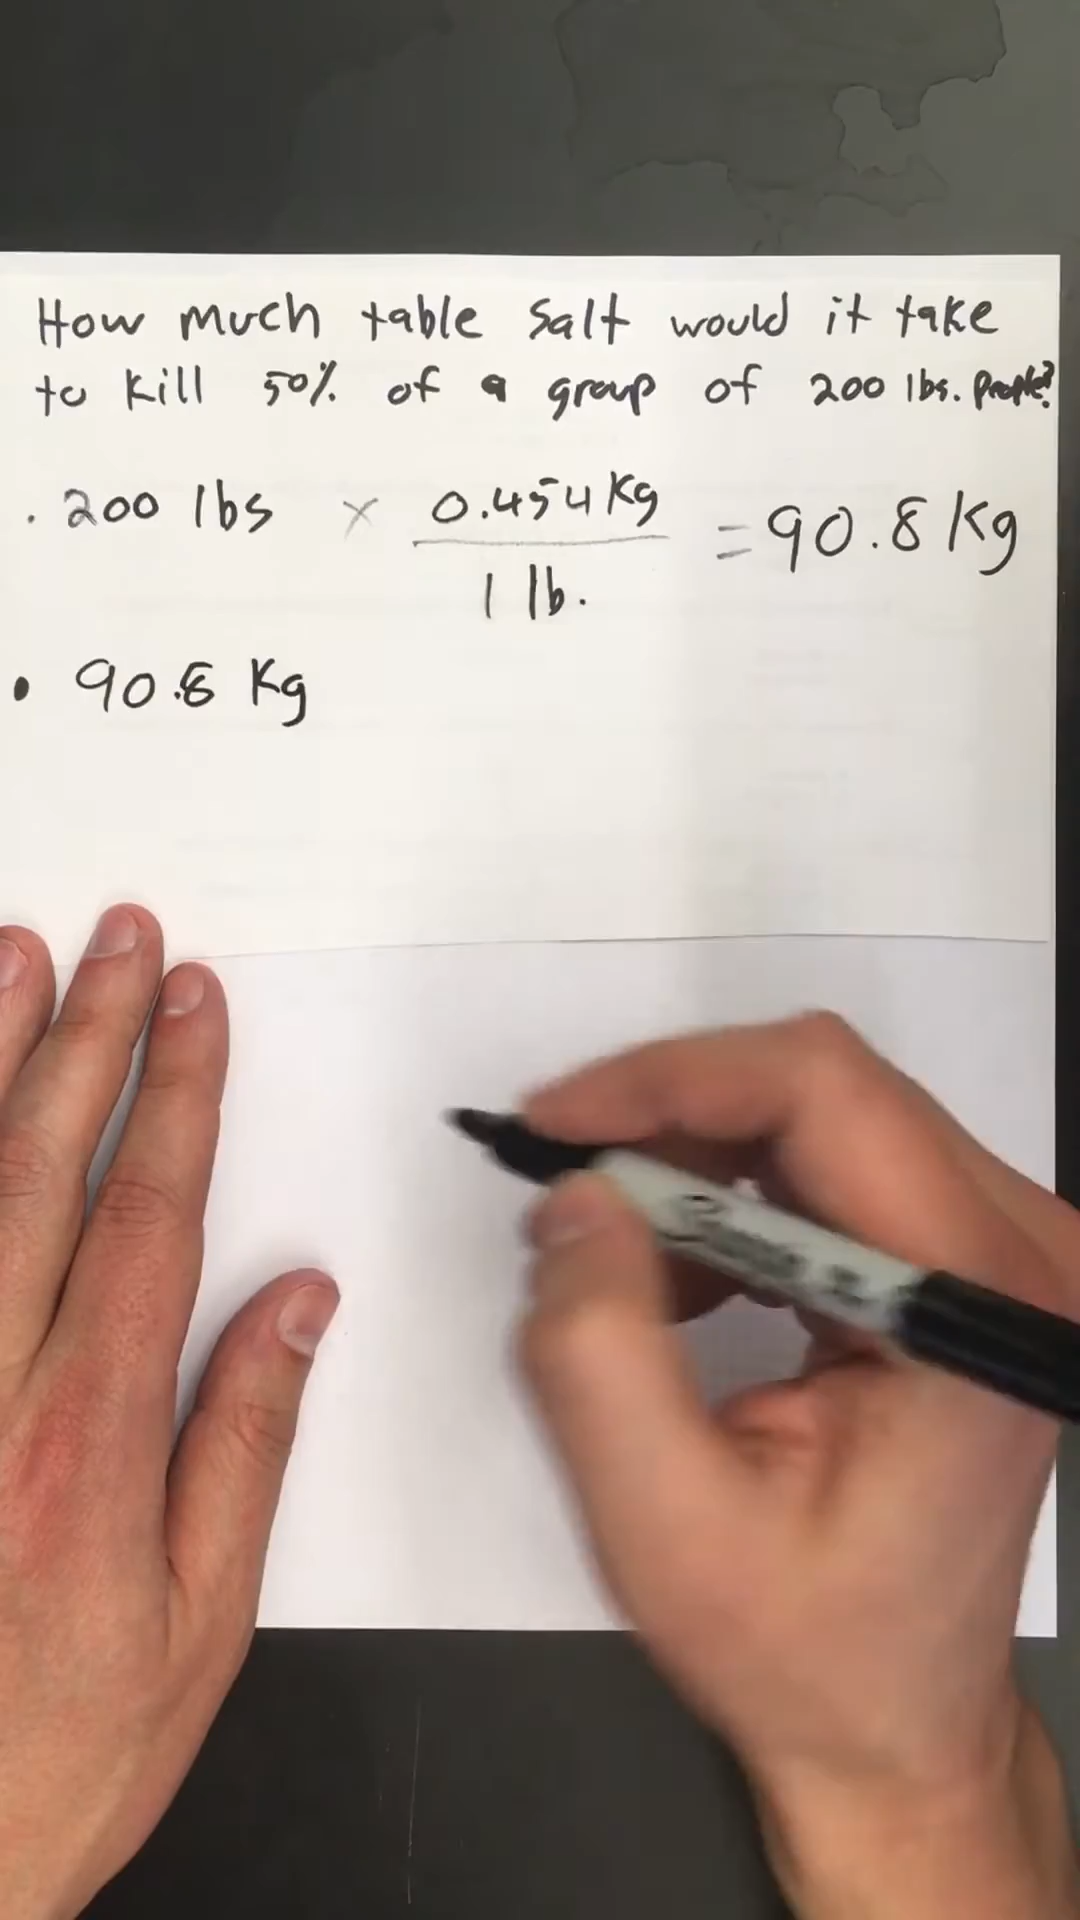 How much table salt would it take
to kill 50% of a group of 200 lbs. People?
. 200 lbs × 0.454 Kg = 90.8 Kg
1 lb.
• 90.8 Kg